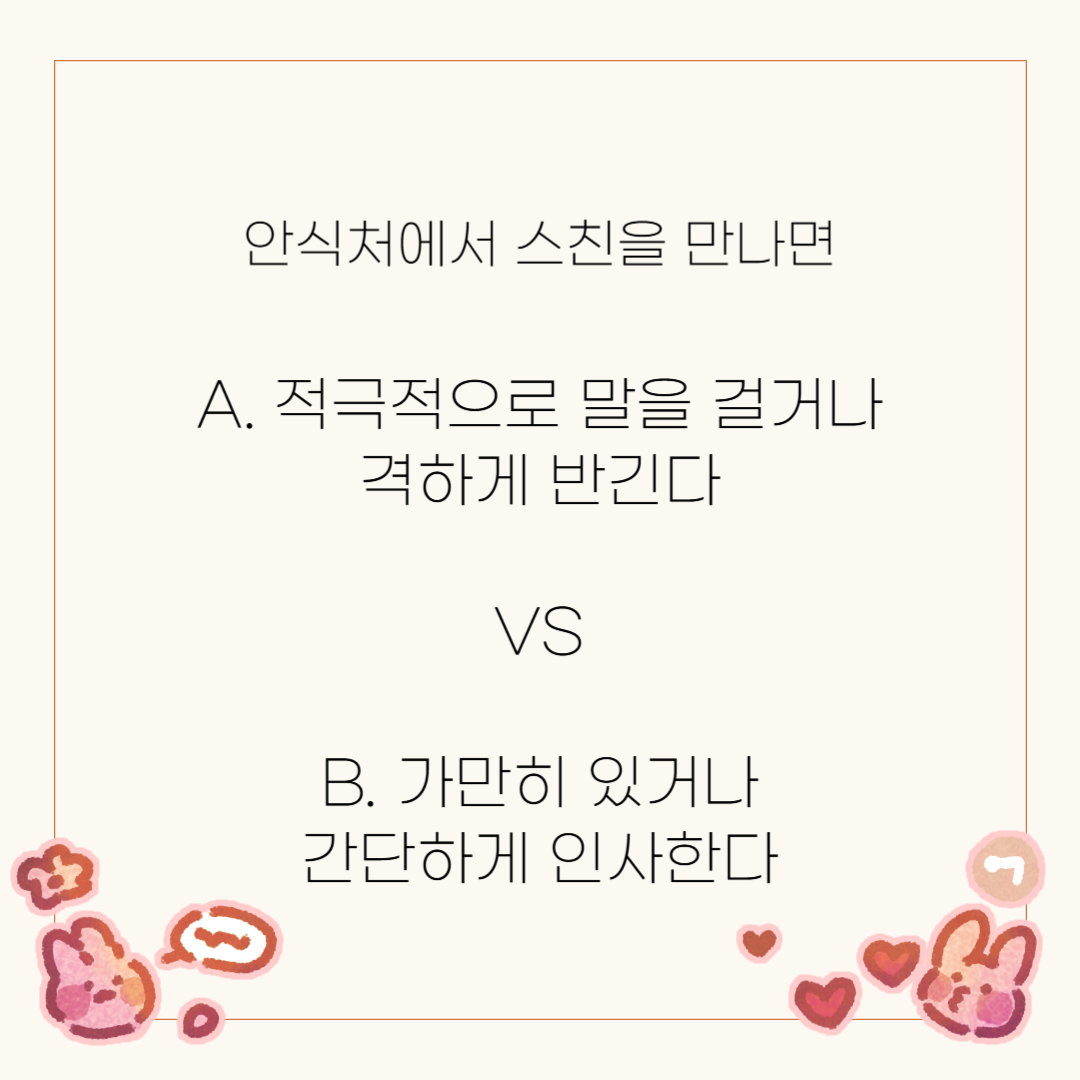 안식처에서 스친을 만나면
A. 적극적으로 말을 걸거나
격하게 반긴다
VS
B. 가만히 있거나
간단하게 인사한다